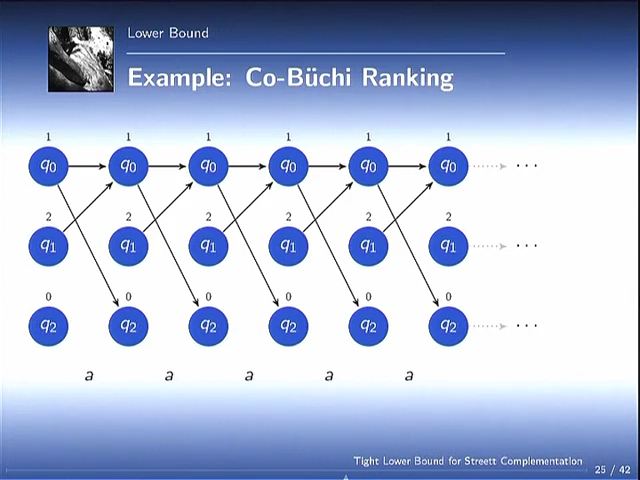 Lower Bound
Example: Co-Büchi Ranking
1 1 1 1 1 1
q0 q0 q0 q0 q0 q0 ...
2 2 2 2 2 2
q1 q1 q1 q1 q1 q1 ...
0 0 0 0 0 0
q2 q2 q2 q2 q2 q2 ...
a a a a a
Tight Lower Bound for Streett Complementation
25 / 42